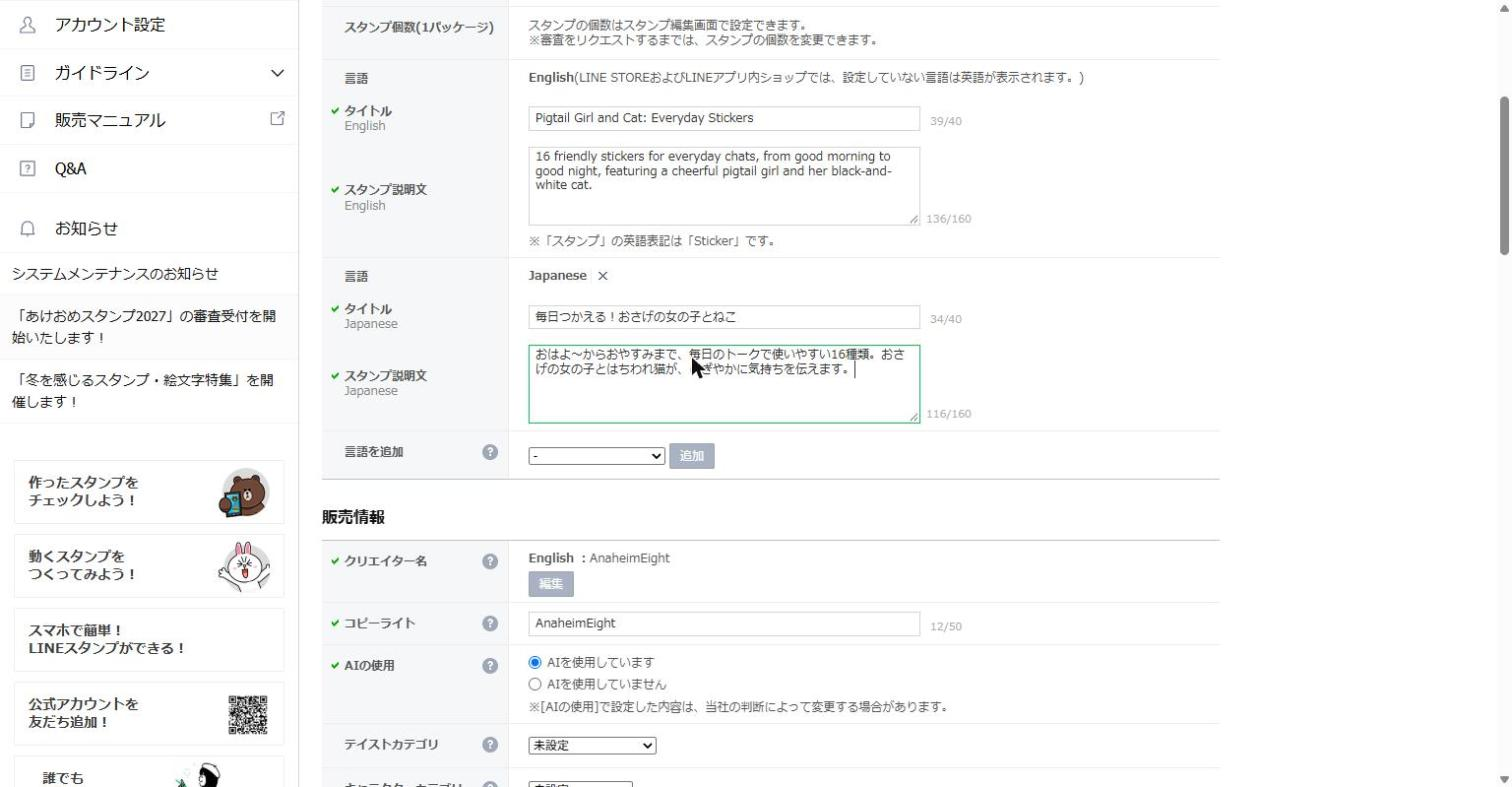 アカウント設定
ガイドライン
販売マニュアル
Q&A
お知らせ
システムメンテナンスのお知らせ
「あけおめスタンプ2027」の審査受付を開
始いたします！
「冬を感じるスタンプ・絵文字特集」を開
催します！
作ったスタンプを
チェックしよう！
動くスタンプを
つくってみよう！
スマホで簡単！
LINEスタンプができる！
公式アカウントを
友だち追加！
誰でも
スタンプ個数(1パッケージ)
スタンプの個数はスタンプ編集画面で設定できます。
※審査をリクエストするまでは、スタンプの個数を変更できます。
言語
English(LINE STOREおよびLINEアプリ内ショップでは、設定していない言語は英語が表示されます。)
タイトル
English
Pigtail Girl and Cat: Everyday Stickers
39/40
スタンプ説明文
English
16 friendly stickers for everyday chats, from good morning to
good night, featuring a cheerful pigtail girl and her black-and-
white cat.
136/160
※「スタンプ」の英語表記は「Sticker」です。
言語
Japanese
タイトル
Japanese
毎日つかえる！おさげの女の子とねこ
34/40
スタンプ説明文
Japanese
おはよ〜からおやすみまで、毎日のトークで使いやすい16種類。おさ
げの女の子とはちわれ猫が、ぎやかに気持ちを伝えます。
116/160
言語を追加
?
-
追加
販売情報
クリエイター名
?
English : AnaheimEight
編集
コピーライト
?
AnaheimEight
12/50
AIの使用
?
AIを使用しています
AIを使用していません
※[AIの使用]で設定した内容は、当社の判断によって変更する場合があります。
テイストカテゴリ
?
未設定